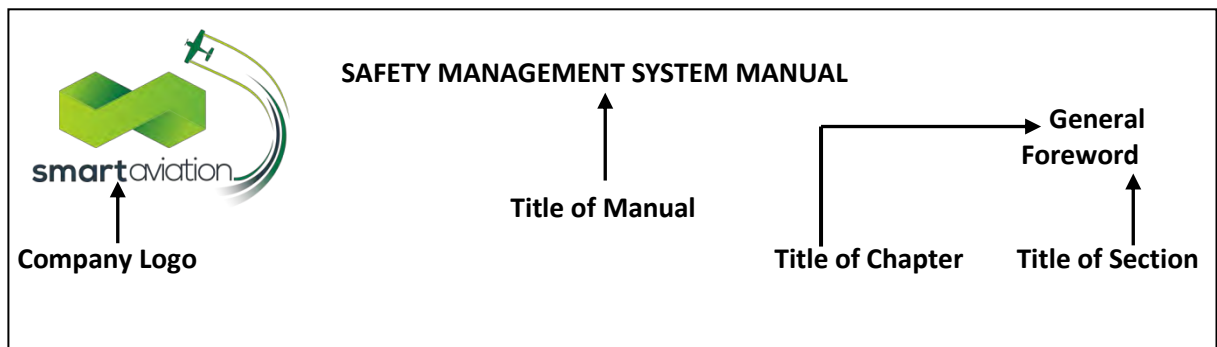 SAFETY MANAGEMENT SYSTEM MANUAL
General
Foreword
smartaviation
Title of Manual
Company Logo
Title of Chapter
Title of Section